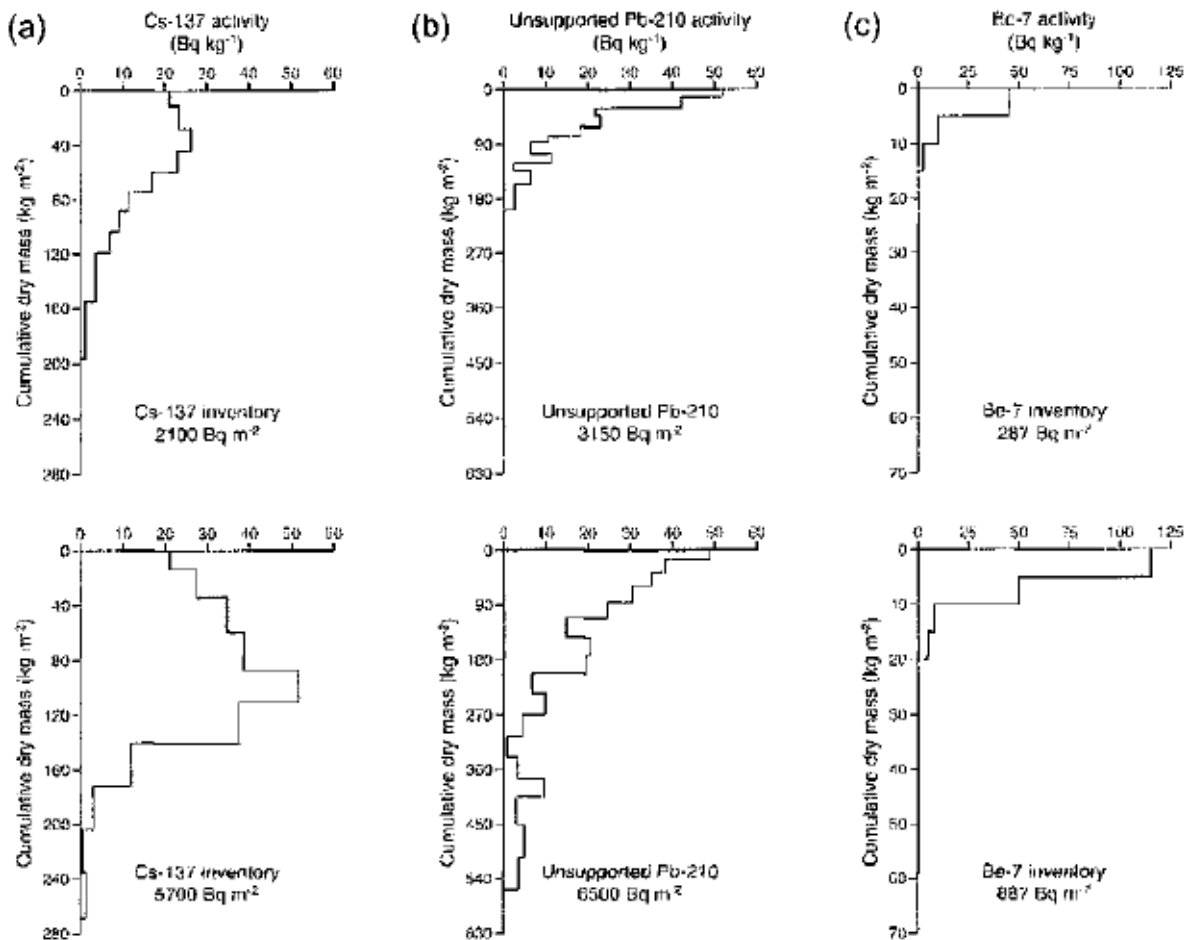 (a)
Cs-137 activity
(Bq kg⁻¹)
0 10 20 30 40 50 60
0
40
80
120
160
200
240
280
Cumulative dry mass (kg m⁻²)
Cs-137 inventory
2100 Bq m⁻²
(b)
Unsupported Pb-210 activity
(Bq kg⁻¹)
0 10 20 30 40 50 60
0
90
180
270
360
450
540
630
Cumulative dry mass (kg m⁻²)
Unsupported Pb-210
3150 Bq m⁻²
(c)
Be-7 activity
(Bq kg⁻¹)
0 25 50 75 100 125
0
10
20
30
40
50
60
70
Cumulative dry mass (kg m⁻²)
Be-7 inventory
287 Bq m⁻²
0 10 20 30 40 50 60
0
40
80
120
160
200
240
280
Cumulative dry mass (kg m⁻²)
Cs-137 inventory
5700 Bq m⁻²
0 10 20 30 40 50 60
0
90
180
270
360
450
540
630
Cumulative dry mass (kg m⁻²)
Unsupported Pb-210
6500 Bq m⁻²
0 25 50 75 100 125
0
10
20
30
40
50
60
70
Cumulative dry mass (kg m⁻²)
Be-7 inventory
887 Bq m⁻²